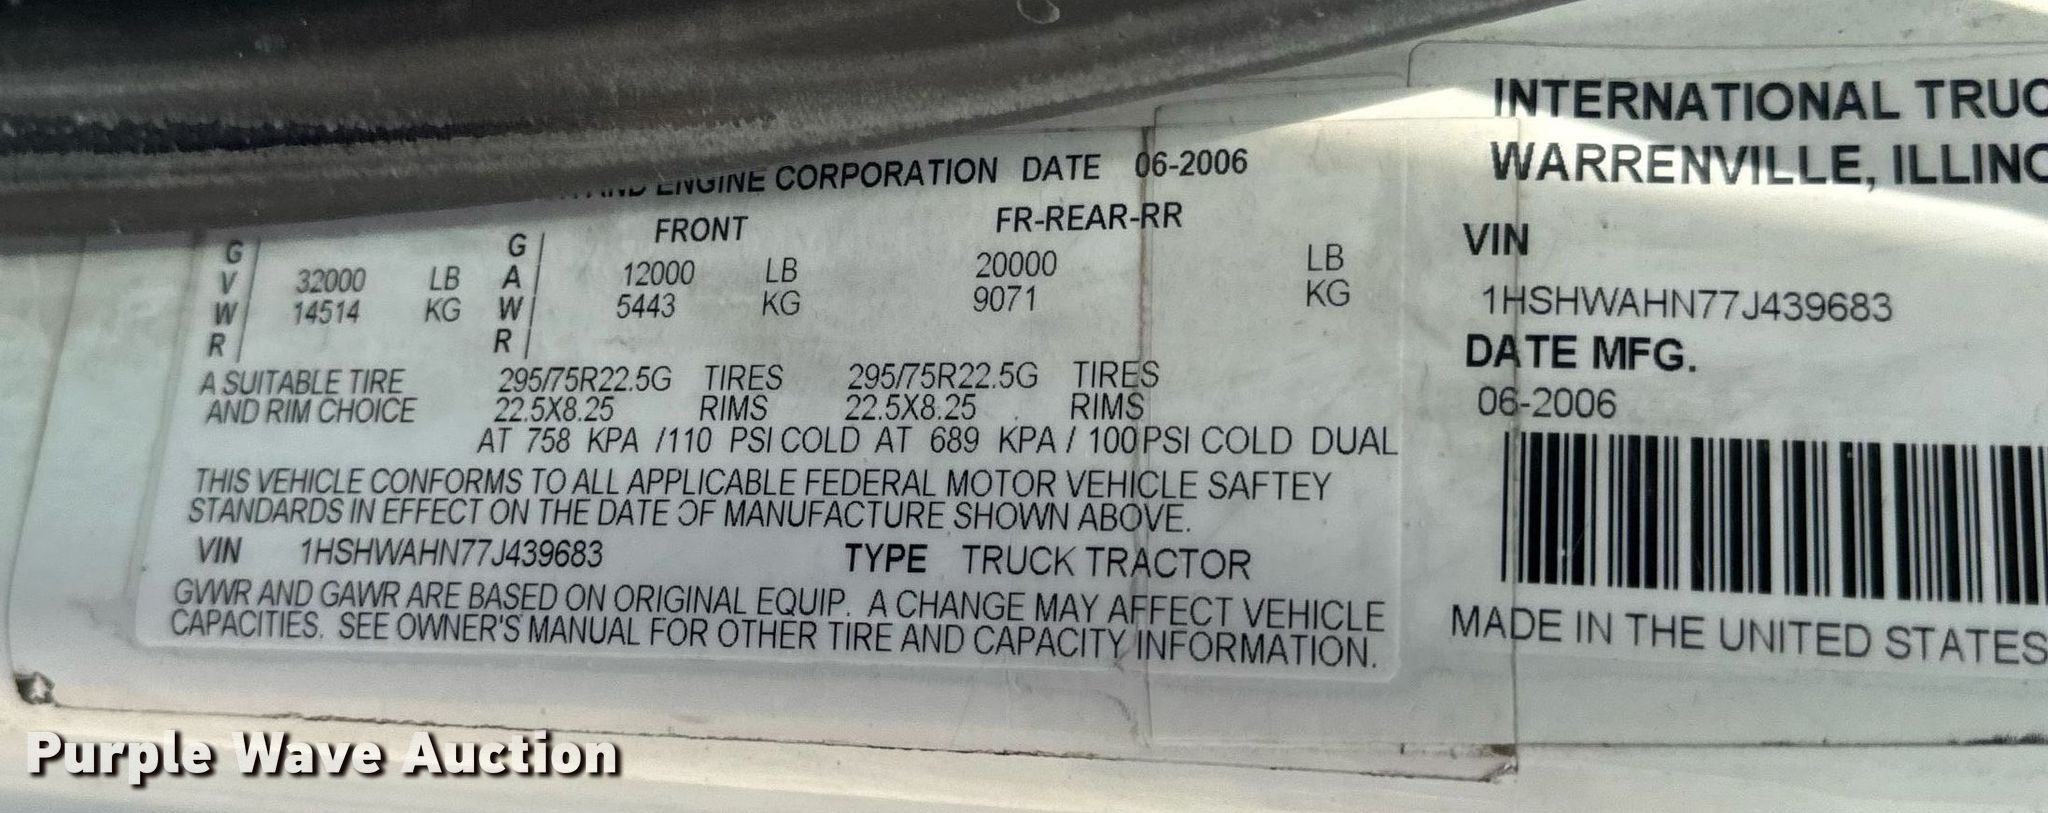 ENGINE CORPORATION DATE 06-2006
FRONT FR-REAR-RR
G V W R 32000 LB G A W R 12000 LB 20000 LB
14514 KG 5443 KG 9071 KG
A SUITABLE TIRE 295/75R22.5G TIRES 295/75R22.5G TIRES
AND RIM CHOICE 22.5X8.25 RIMS 22.5X8.25 RIMS
AT 758 KPA /110 PSI COLD AT 689 KPA / 100 PSI COLD DUAL
THIS VEHICLE CONFORMS TO ALL APPLICABLE FEDERAL MOTOR VEHICLE SAFTEY
STANDARDS IN EFFECT ON THE DATE OF MANUFACTURE SHOWN ABOVE.
VIN 1HSHWAHN77J439683 TYPE TRUCK TRACTOR
GVWR AND GAWR ARE BASED ON ORIGINAL EQUIP. A CHANGE MAY AFFECT VEHICLE
CAPACITIES. SEE OWNER'S MANUAL FOR OTHER TIRE AND CAPACITY INFORMATION.
INTERNATIONAL TRUC
WARRENVILLE, ILLINO
VIN
1HSHWAHN77J439683
DATE MFG.
06-2006
MADE IN THE UNITED STATES
Purple Wave Auction